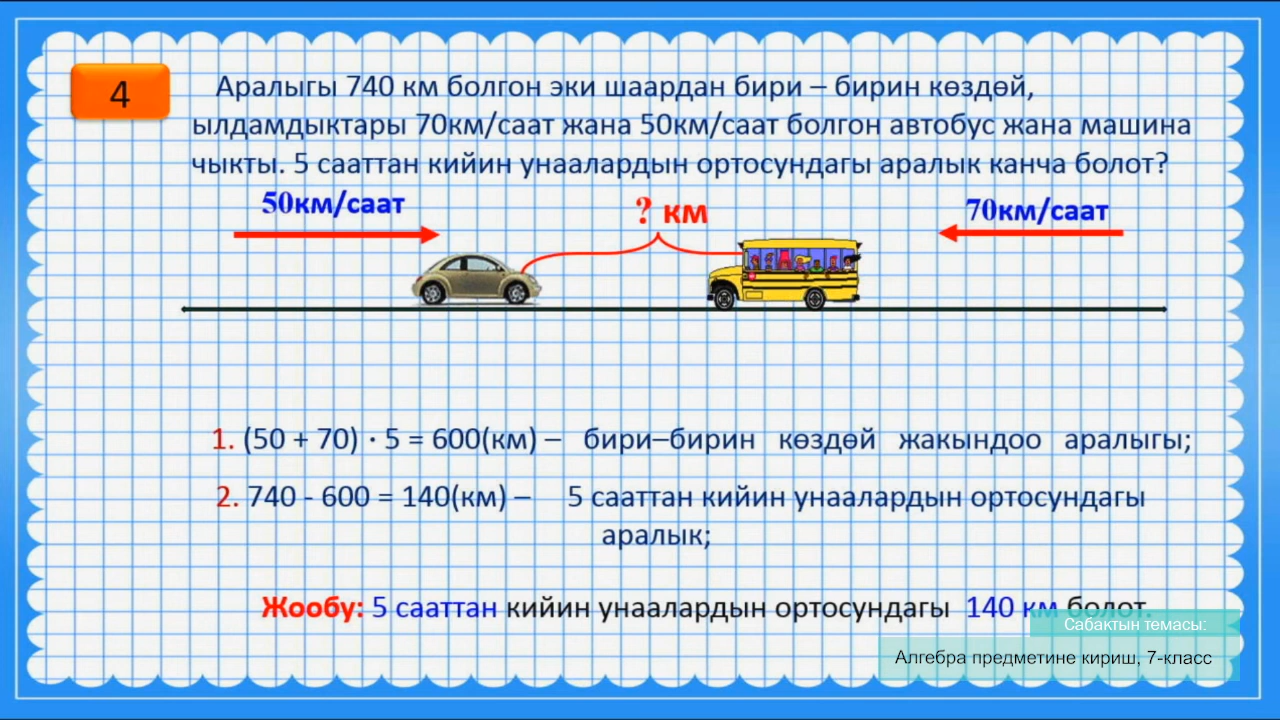 4
Аралыгы 740 км болгон эки шаардан бири – бирин көздөй,
ылдамдыктары 70км/саат жана 50км/саат болгон автобус жана машина
чыкты. 5 сааттан кийин унаалардын ортосундагы аралык канча болот?
50км/саат
? км
70км/саат
1. (50 + 70) · 5 = 600(км) – бири–бирин көздөй жакындоо аралыгы;
2. 740 - 600 = 140(км) – 5 сааттан кийин унаалардын ортосундагы
аралык;
Жообу: 5 сааттан кийин унаалардын ортосундагы 140 км болот.
Сабактын темасы:
Алгебра предметине кириш, 7-класс